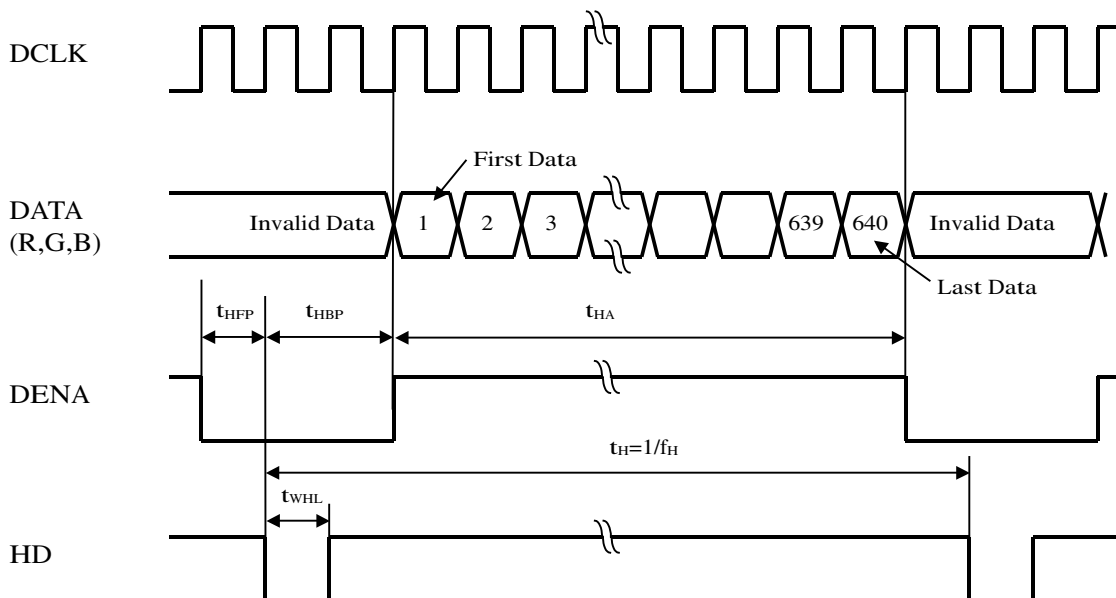 DCLK
First Data
DATA
(R,G,B)
Invalid Data 1 2 3 639 640 Invalid Data
Last Data
tHFP tHBP tHA
DENA
tH=1/fH
tWHL
HD